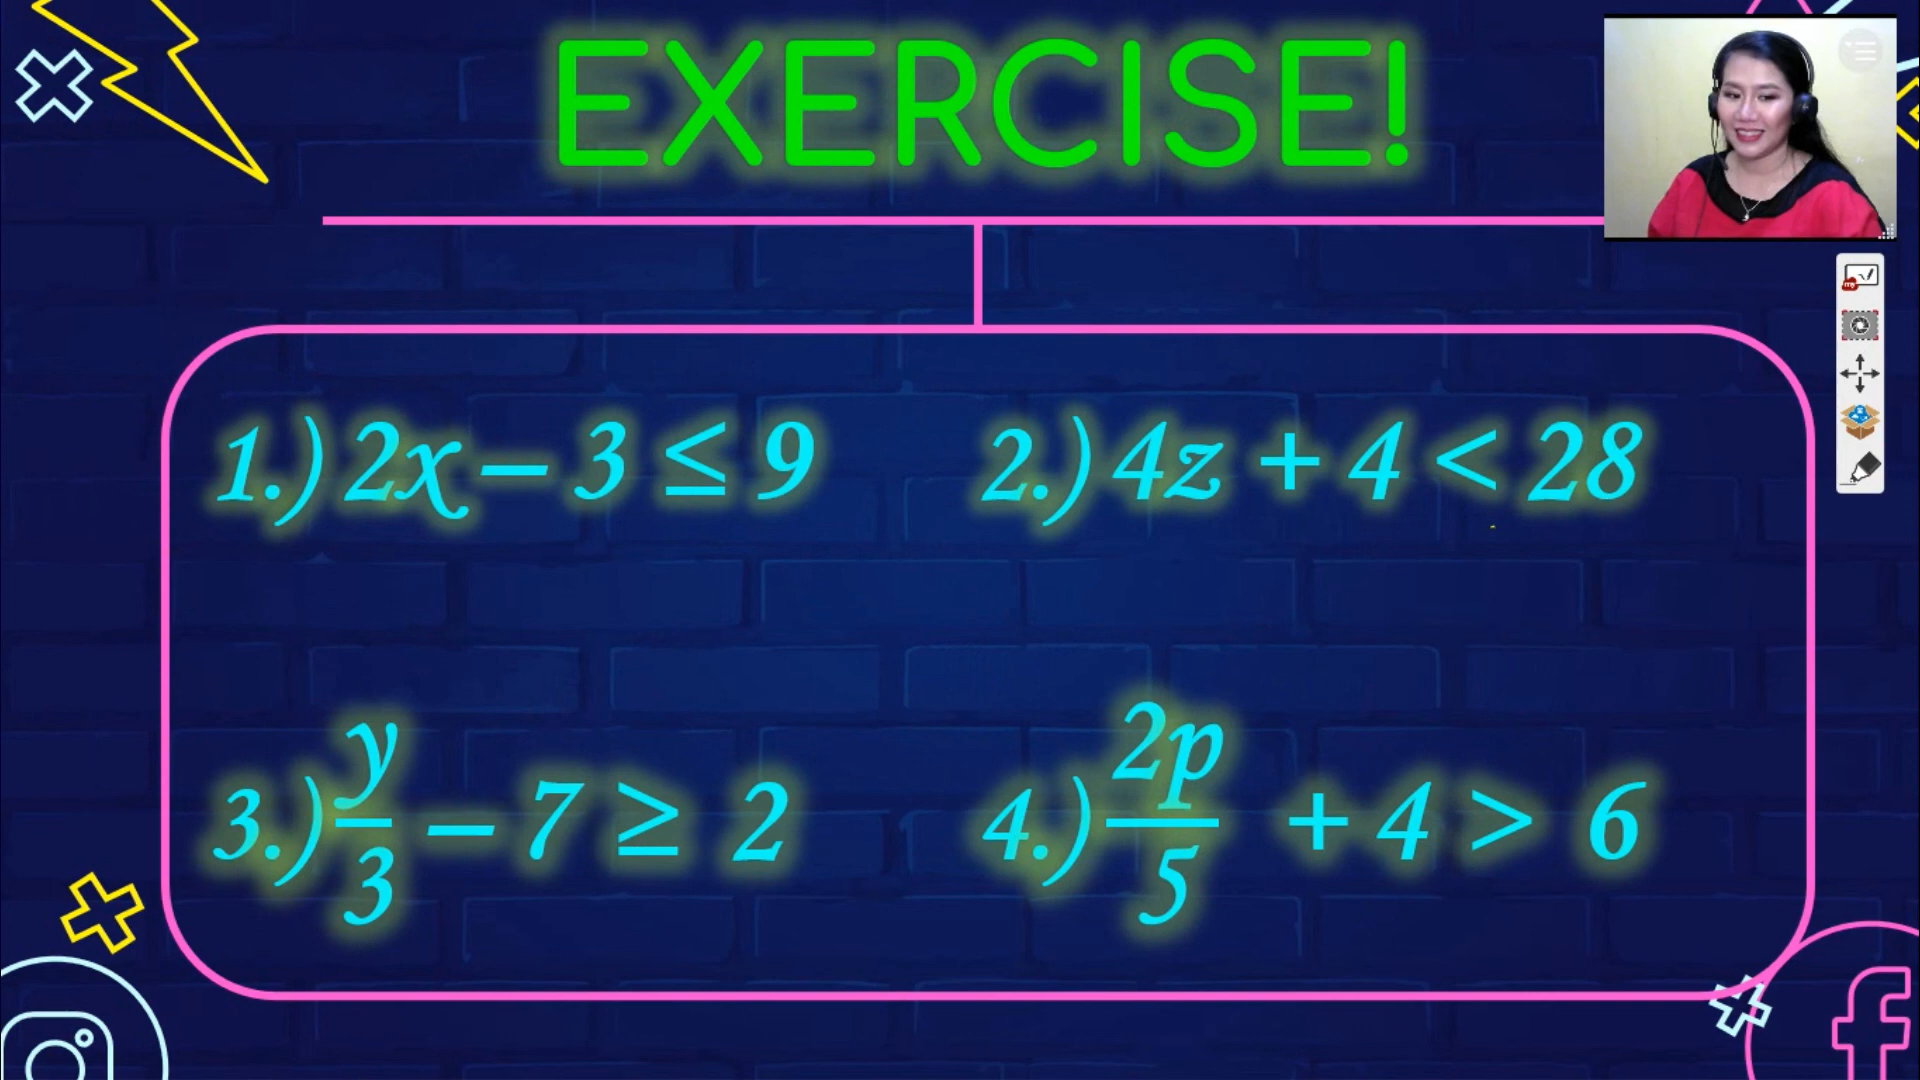 EXERCISE!
1.) 2x – 3 ≤ 9
2.) 4z + 4 < 28
3.) y/3 – 7 ≥ 2
4.) 2p/5 + 4 > 6